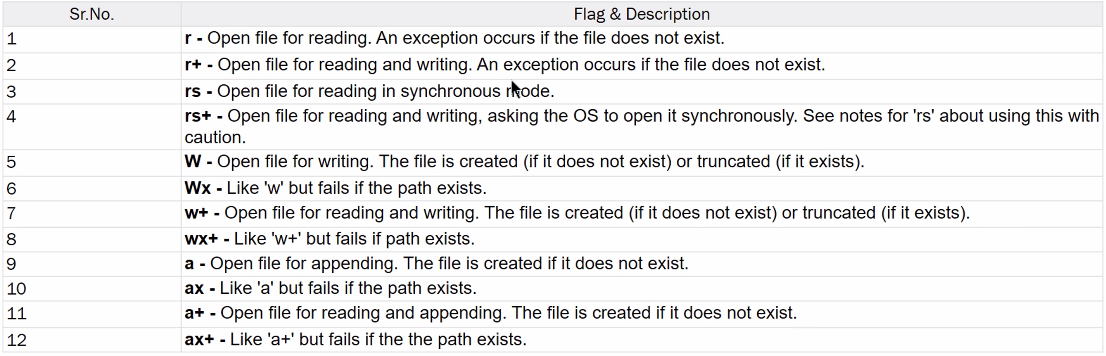 Sr.No. Flag & Description
1 r - Open file for reading. An exception occurs if the file does not exist.
2 r+ - Open file for reading and writing. An exception occurs if the file does not exist.
3 rs - Open file for reading in synchronous mode.
4 rs+ - Open file for reading and writing, asking the OS to open it synchronously. See notes for 'rs' about using this with
caution.
5 W - Open file for writing. The file is created (if it does not exist) or truncated (if it exists).
6 Wx - Like 'w' but fails if the path exists.
7 w+ - Open file for reading and writing. The file is created (if it does not exist) or truncated (if it exists).
8 wx+ - Like 'w+' but fails if path exists.
9 a - Open file for appending. The file is created if it does not exist.
10 ax - Like 'a' but fails if the path exists.
11 a+ - Open file for reading and appending. The file is created if it does not exist.
12 ax+ - Like 'a+' but fails if the the path exists.